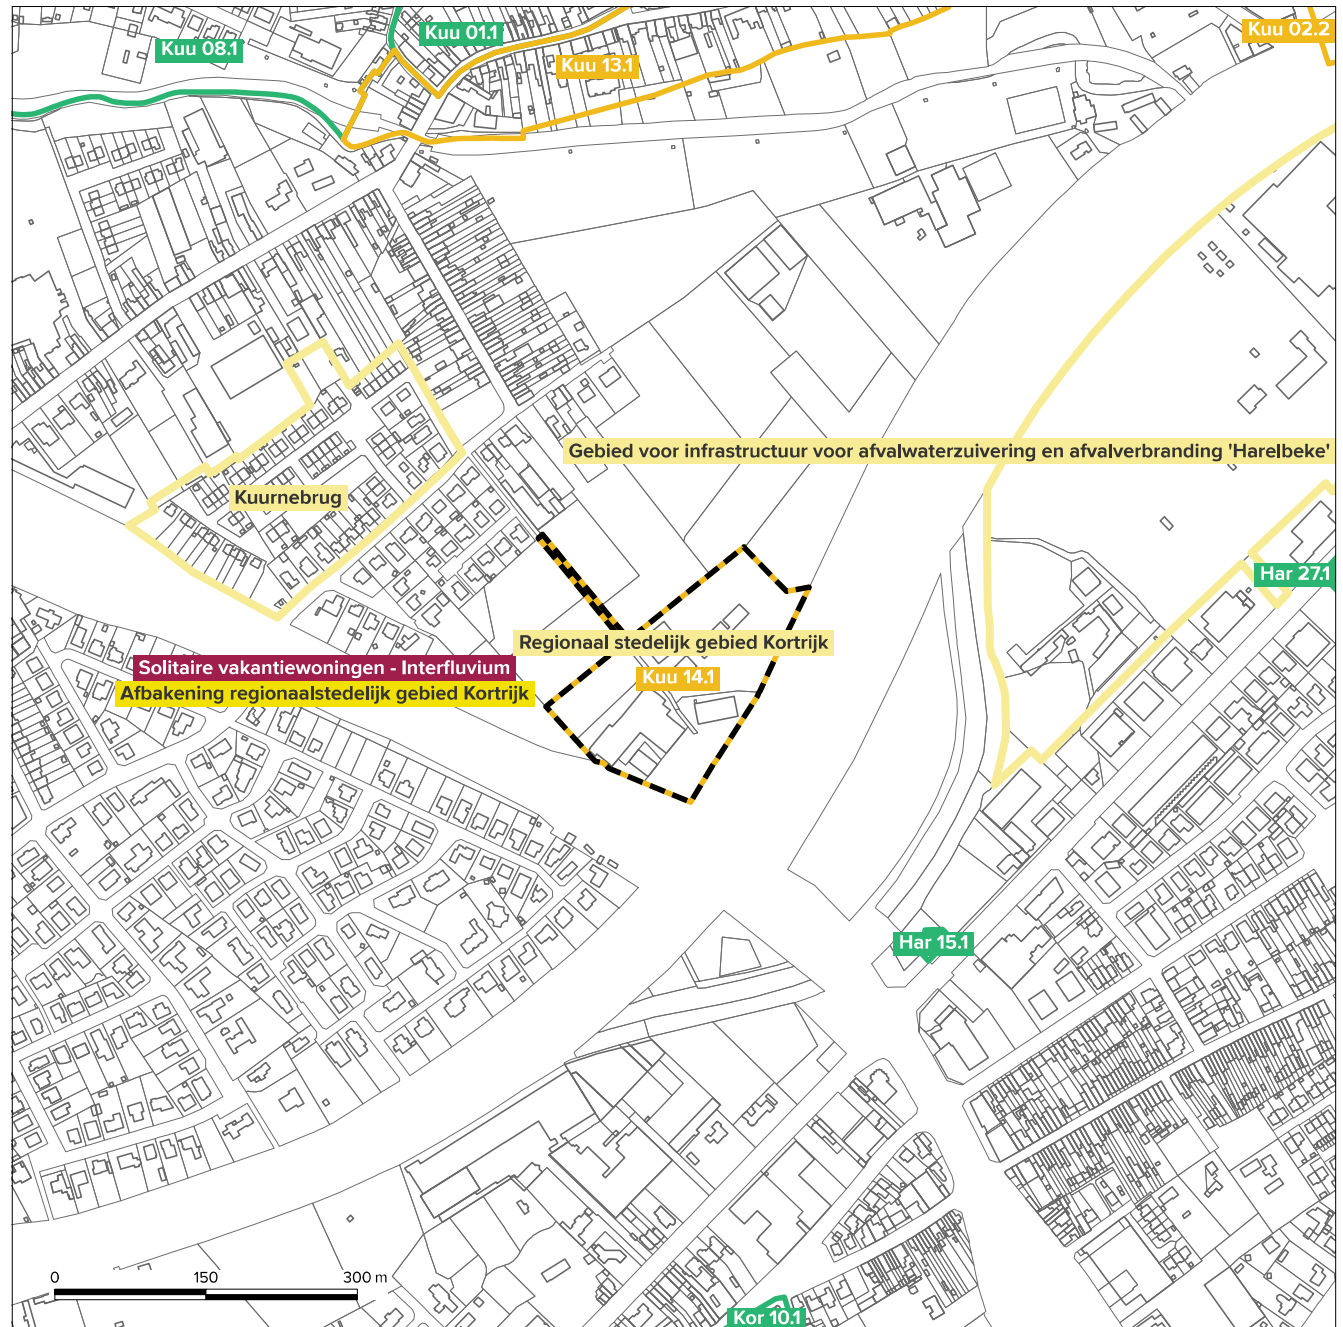 Kuu 01.1
Kuu 02.2
Kuu 08.1
Kuu 13.1
Gebied voor infrastructuur voor afvalwaterzuivering en afvalverbranding 'Harelbeke'
Kuurnebrug
Har 27.1
Regionaal stedelijk gebied Kortrijk
Solitaire vakantiewoningen - Interfluvium
Kuu 14.1
Afbakening regionaalstedelijk gebied Kortrijk
Har 15.1
0 150 300 m
Kor 10.1